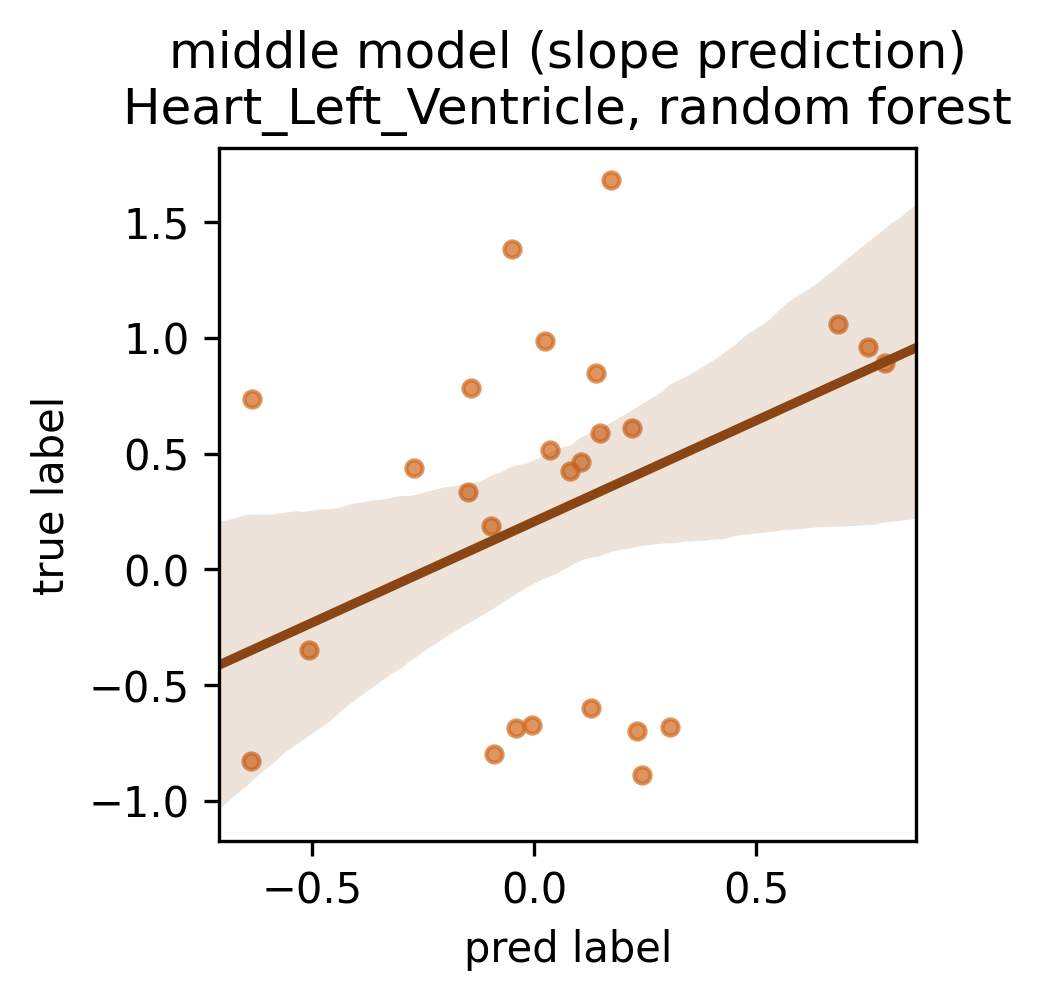 middle model (slope prediction)
Heart_Left_Ventricle, random forest
1.5
1.0
0.5
0.0
−0.5
−1.0
true label
−0.5 0.0 0.5
pred label